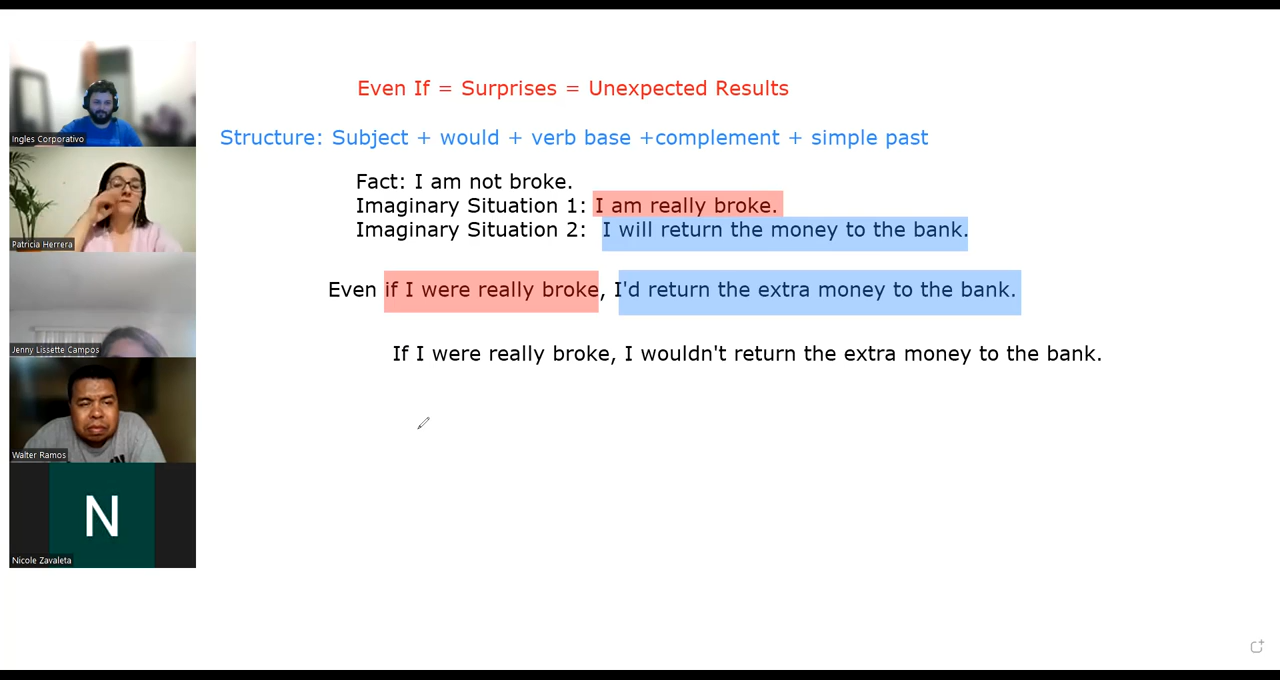 Even If = Surprises = Unexpected Results
Structure: Subject + would + verb base +complement + simple past
Fact: I am not broke.
Imaginary Situation 1: I am really broke.
Imaginary Situation 2: I will return the money to the bank.
Even if I were really broke, I'd return the extra money to the bank.
If I were really broke, I wouldn't return the extra money to the bank.
Ingles Corporativo
Patricia Herrera
Jenny Lissette Campos
Walter Ramos
N
Nicole Zavaleta